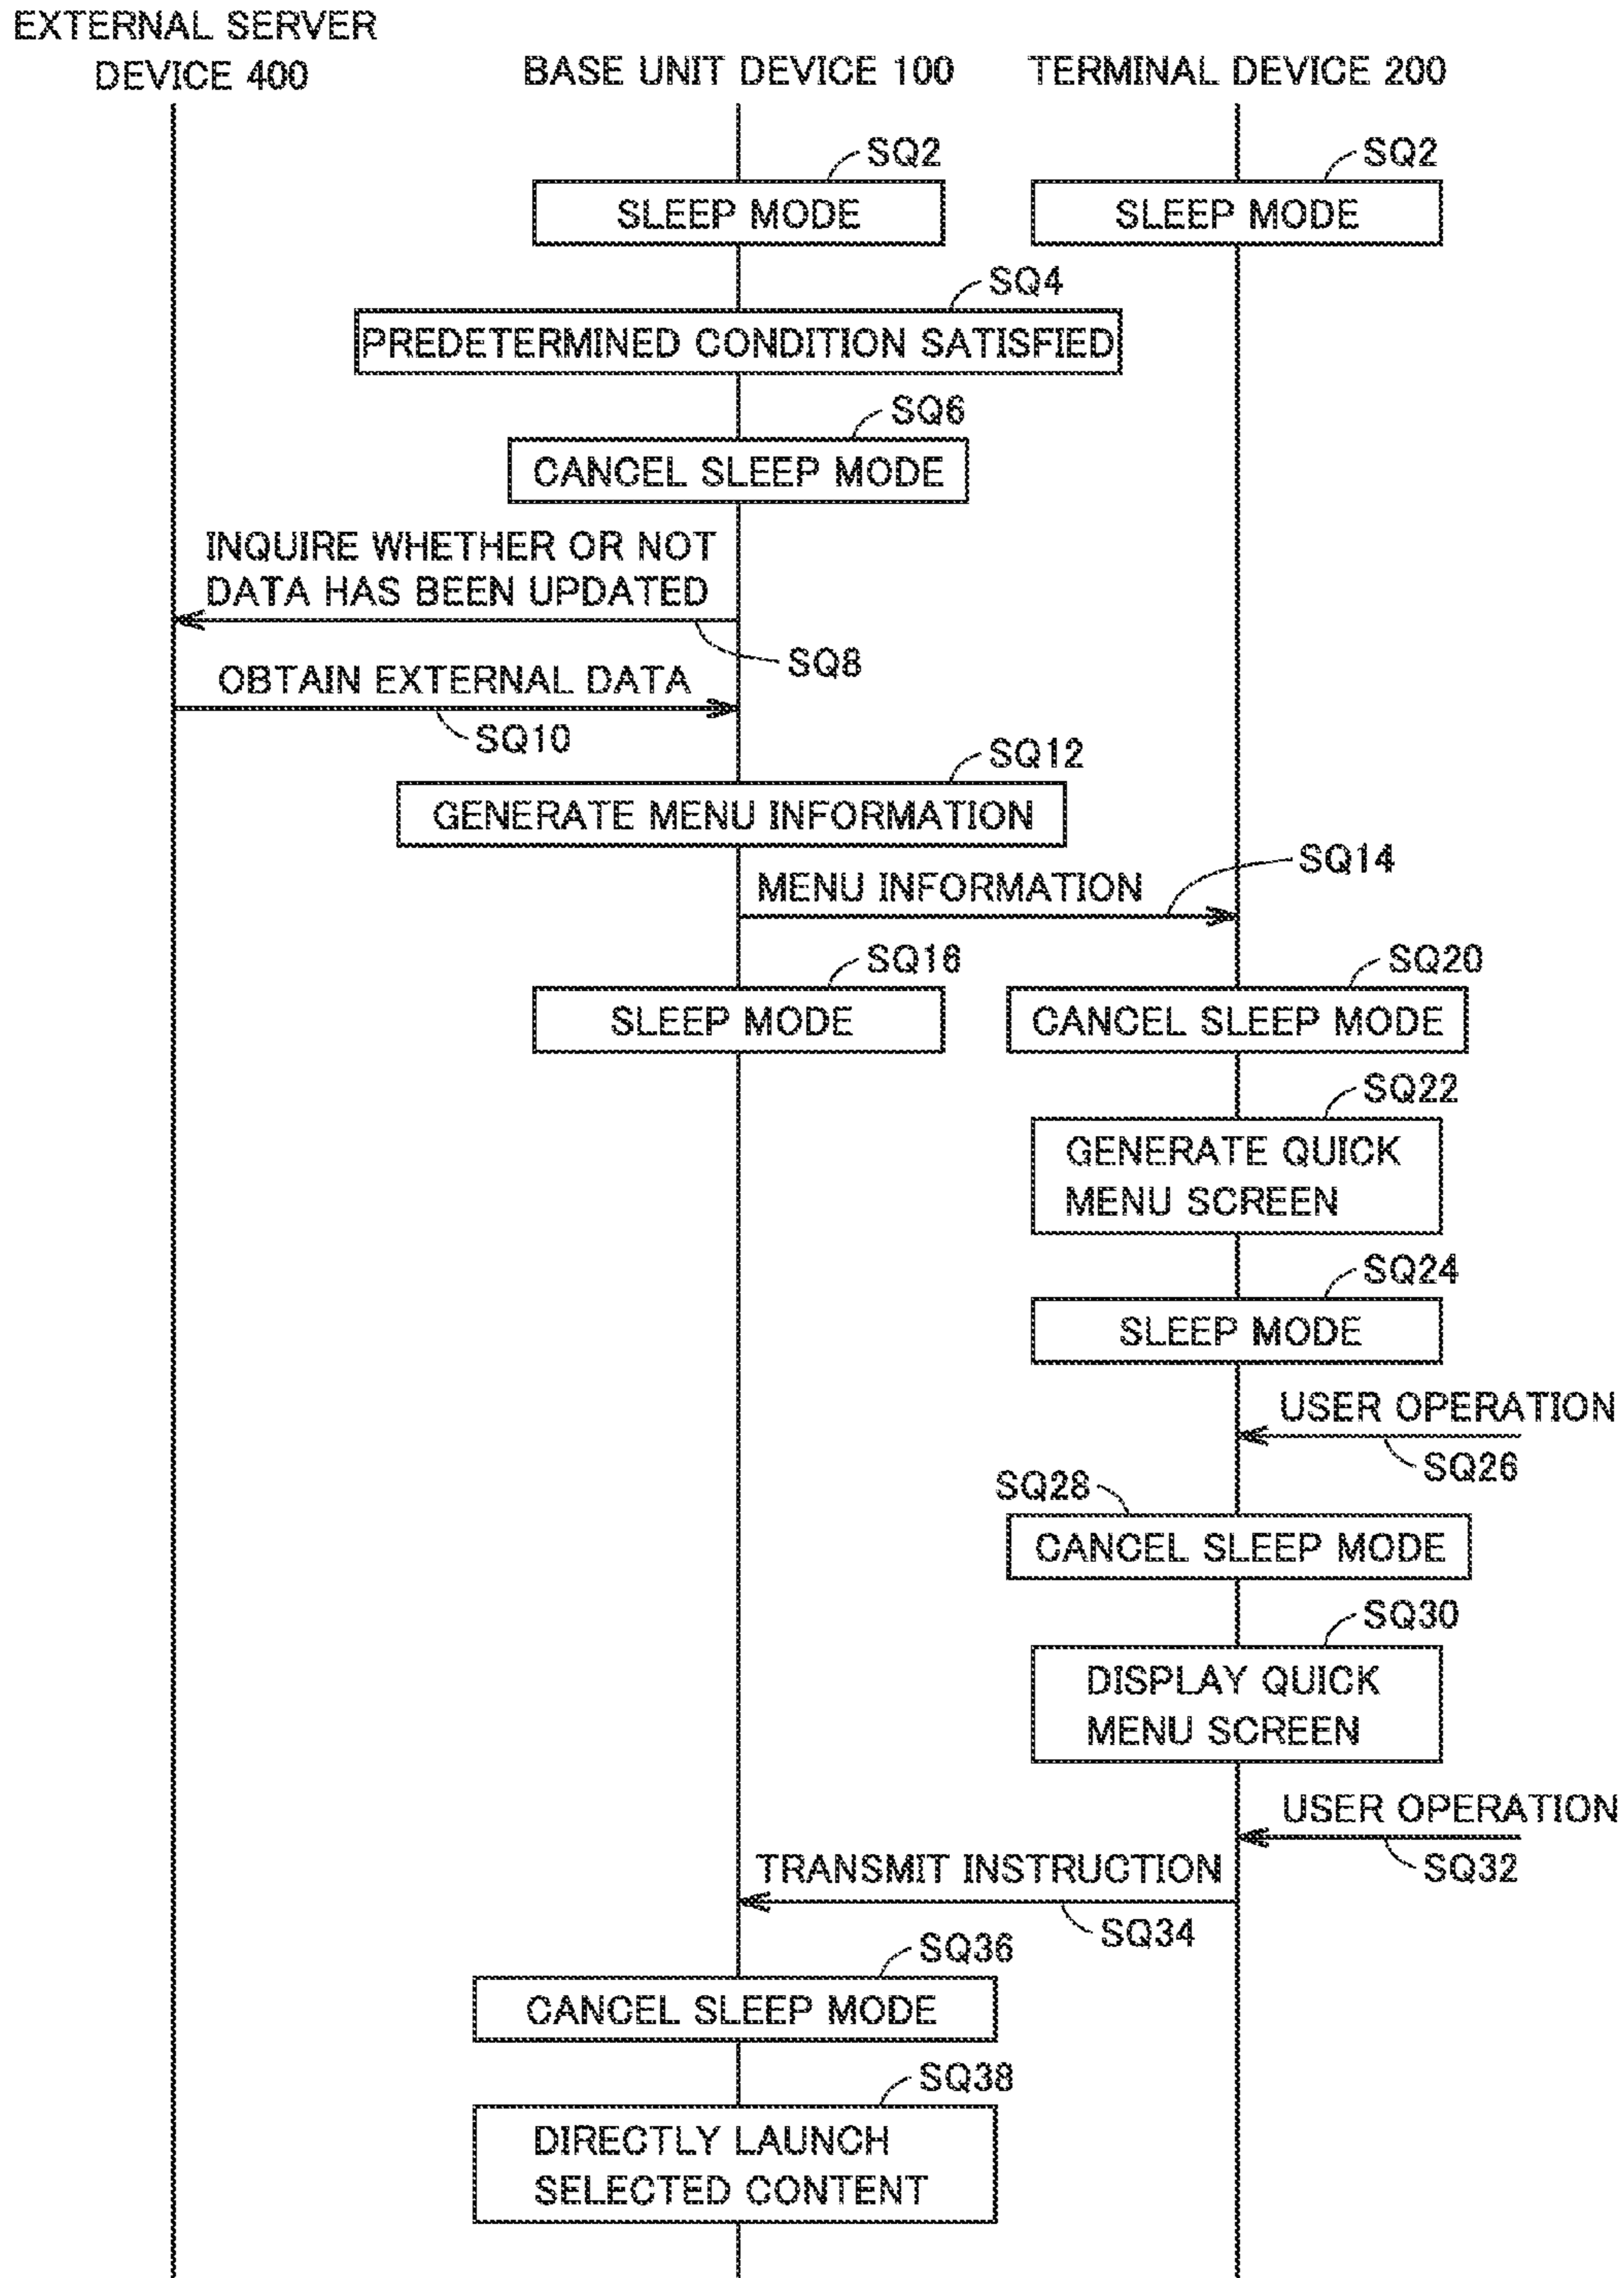 EXTERNAL SERVER
DEVICE 400
BASE UNIT DEVICE 100
TERMINAL DEVICE 200
SQ2
SQ2
SLEEP MODE
SLEEP MODE
SQ4
PREDETERMINED CONDITION SATISFIED
SQ6
CANCEL SLEEP MODE
INQUIRE WHETHER OR NOT
DATA HAS BEEN UPDATED
SQ8
OBTAIN EXTERNAL DATA
SQ10
SQ12
GENERATE MENU INFORMATION
SQ14
MENU INFORMATION
SQ16
SQ20
SLEEP MODE
CANCEL SLEEP MODE
SQ22
GENERATE QUICK
MENU SCREEN
SQ24
SLEEP MODE
USER OPERATION
SQ26
SQ28
CANCEL SLEEP MODE
SQ30
DISPLAY QUICK
MENU SCREEN
USER OPERATION
SQ32
TRANSMIT INSTRUCTION
SQ34
SQ36
CANCEL SLEEP MODE
SQ38
DIRECTLY LAUNCH
SELECTED CONTENT